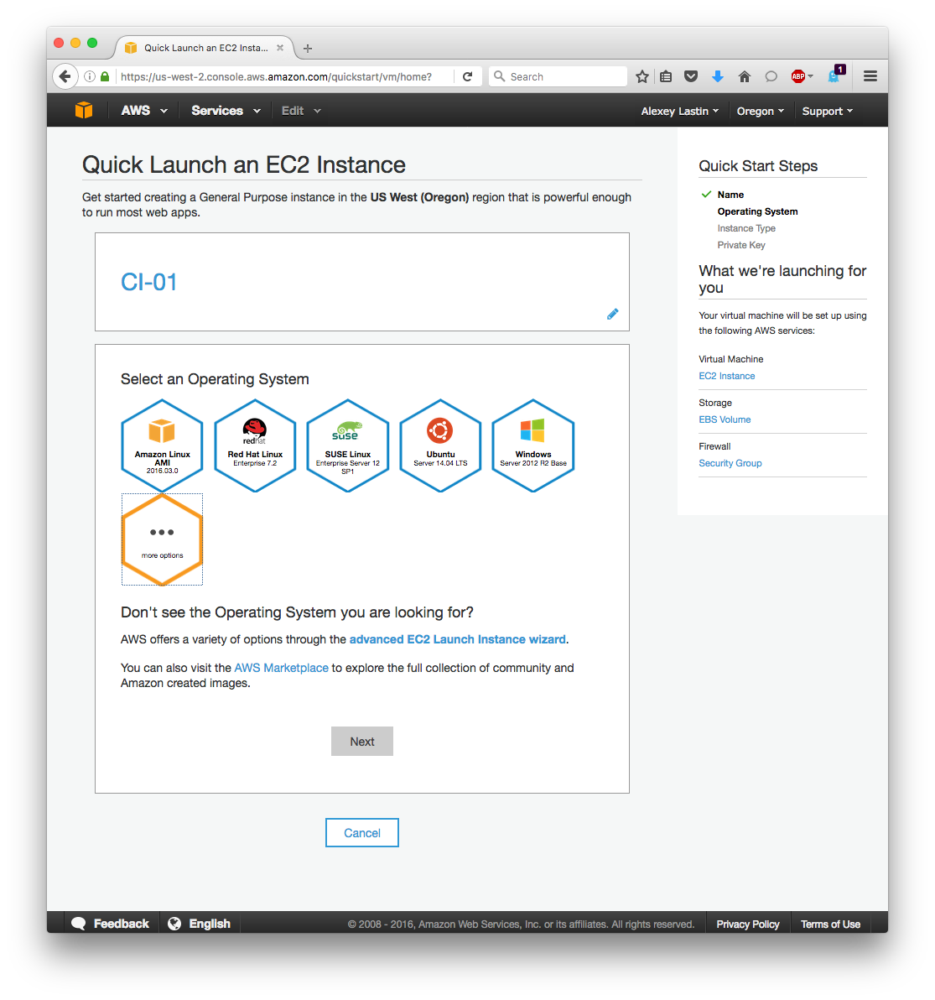 Quick Launch an EC2 Insta...
https://us-west-2.console.aws.amazon.com/quickstart/vm/home?
Search
ABP
1
AWS
Services
Edit
Alexey Lastin
Oregon
Support
Quick Launch an EC2 Instance
Get started creating a General Purpose instance in the US West (Oregon) region that is powerful enough
to run most web apps.
CI-01
Select an Operating System
Amazon Linux
AMI
2016.03.0
redhat
Red Hat Linux
Enterprise 7.2
SUSE
SUSE Linux
Enterprise Server 12
SP1
Ubuntu
Server 14.04 LTS
Windows
Server 2012 R2 Base
more options
Don't see the Operating System you are looking for?
AWS offers a variety of options through the advanced EC2 Launch Instance wizard.
You can also visit the AWS Marketplace to explore the full collection of community and
Amazon created images.
Next
Cancel
Quick Start Steps
Name
Operating System
Instance Type
Private Key
What we're launching for
you
Your virtual machine will be set up using
the following AWS services:
Virtual Machine
EC2 Instance
Storage
EBS Volume
Firewall
Security Group
Feedback
English
© 2008 - 2016, Amazon Web Services, Inc. or its affiliates. All rights reserved.
Privacy Policy
Terms of Use